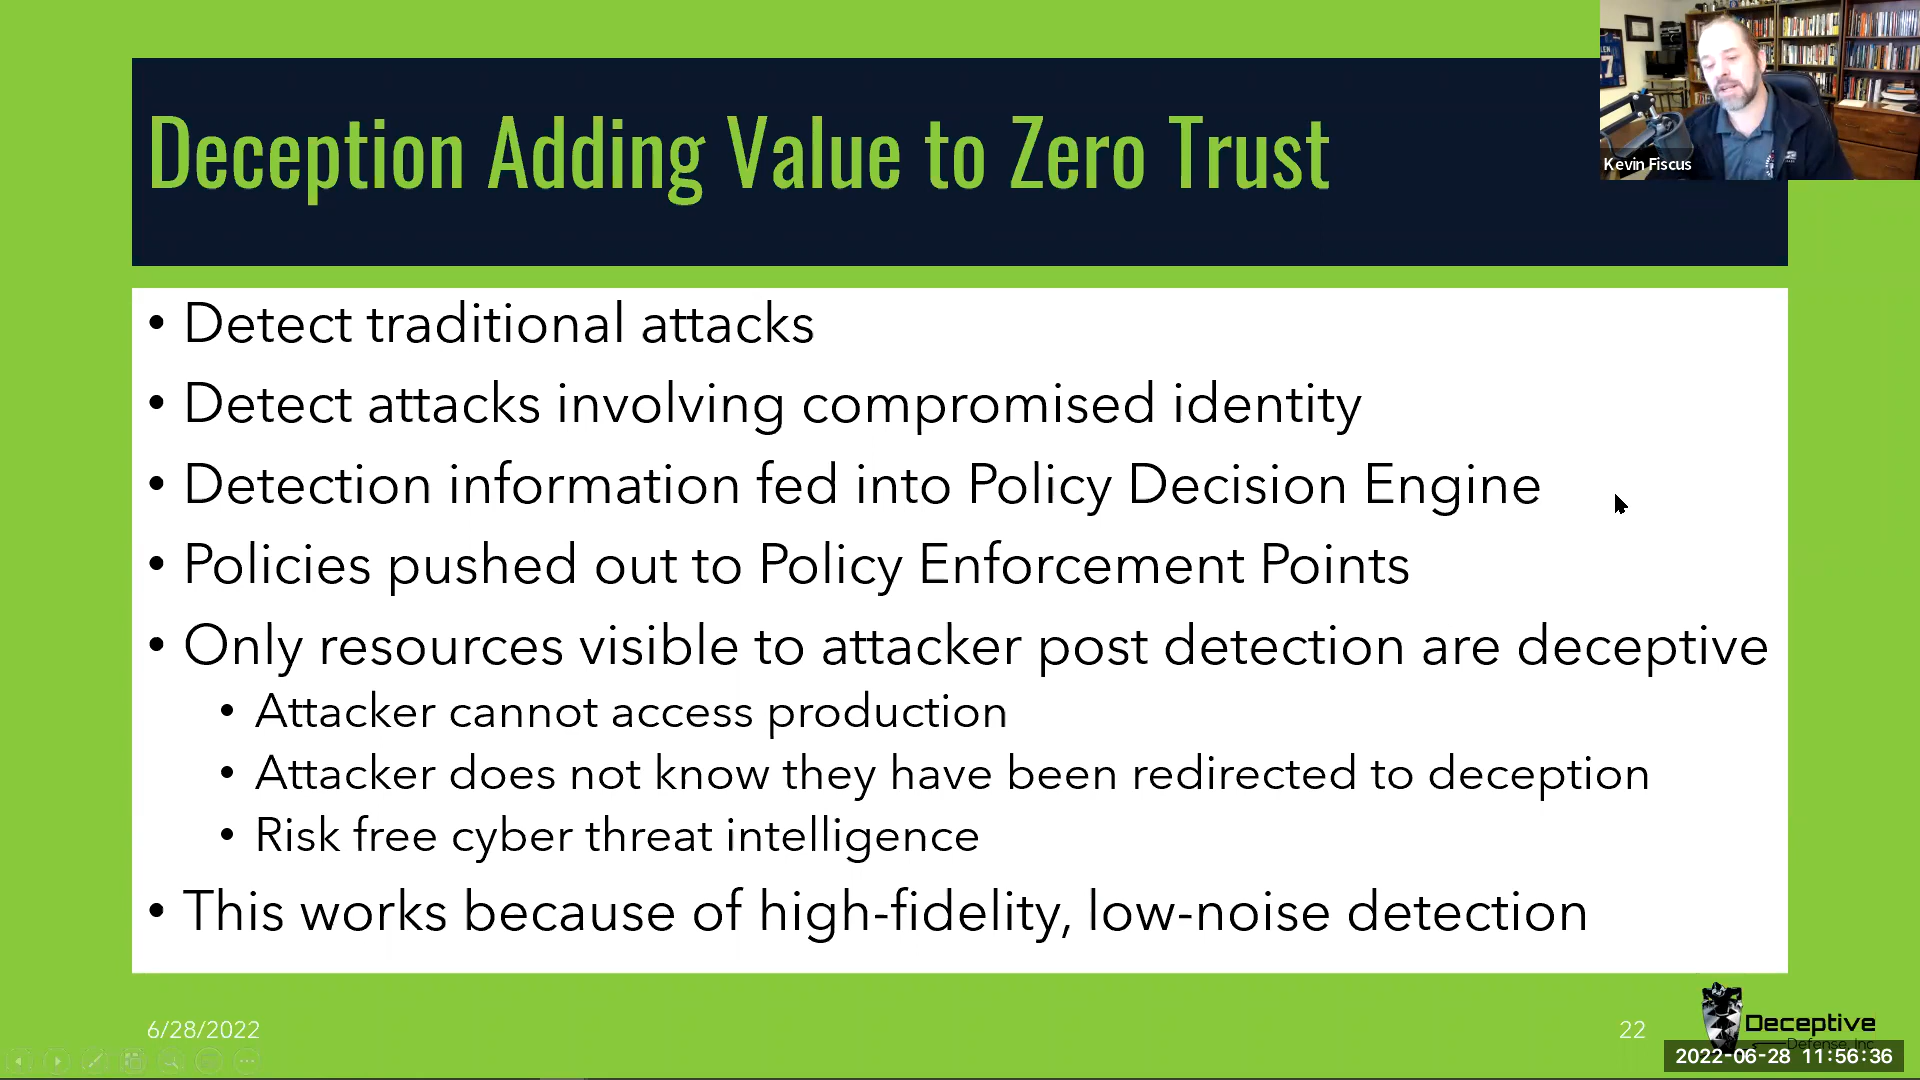 Deception Adding Value to Zero Trust
Kevin Fiscus
• Detect traditional attacks
• Detect attacks involving compromised identity
• Detection information fed into Policy Decision Engine
• Policies pushed out to Policy Enforcement Points
• Only resources visible to attacker post detection are deceptive
• Attacker cannot access production
• Attacker does not know they have been redirected to deception
• Risk free cyber threat intelligence
• This works because of high-fidelity, low-noise detection
6/28/2022
22
Deceptive
Defense, Inc
2022-06-28 11:56:36